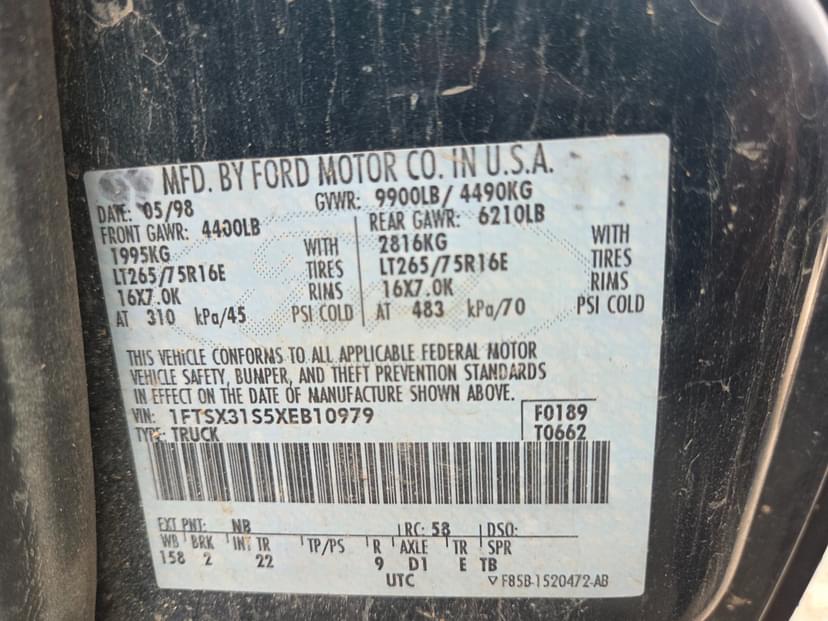 MFD. BY FORD MOTOR CO. IN U.S.A.
DATE: 05/98 GVWR: 9900LB/ 4490KG
FRONT GAWR: 4400LB REAR GAWR: 6210LB
1995KG WITH 2816KG WITH
LT265/75R16E TIRES LT265/75R16E TIRES
16X7.0K RIMS 16X7.0K RIMS
AT 310 kPa/45 PSI COLD AT 483 kPa/70 PSI COLD
THIS VEHICLE CONFORMS TO ALL APPLICABLE FEDERAL MOTOR
VEHICLE SAFETY, BUMPER, AND THEFT PREVENTION STANDARDS
IN EFFECT ON THE DATE OF MANUFACTURE SHOWN ABOVE.
VIN: 1FTSX31S5XEB10979 F0189
TYPE: TRUCK T0662
EXT PNT: NB RC: 58 DSO:
WB BRK INT TR TP/PS R AXLE TR SPR
158 2 22 9 D1 E TB
UTC ▽F85B-1520472-AB